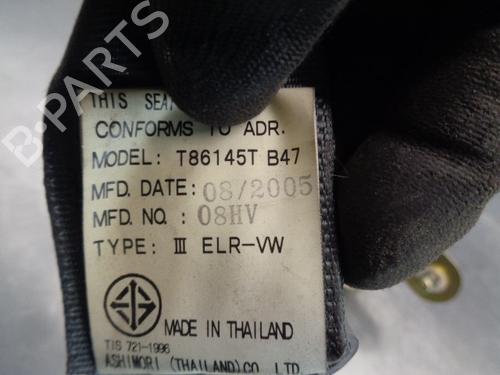 B-PARTS
THIS SEAT
CONFORMS TO ADR.
MODEL: T86145T B47
MFD. DATE: 08/2005
MFD. NO. : 08HV
TYPE: III ELR-VW
MADE IN THAILAND
TIS 721-1996
ASHIMORI (THAILAND) CO. LTD.